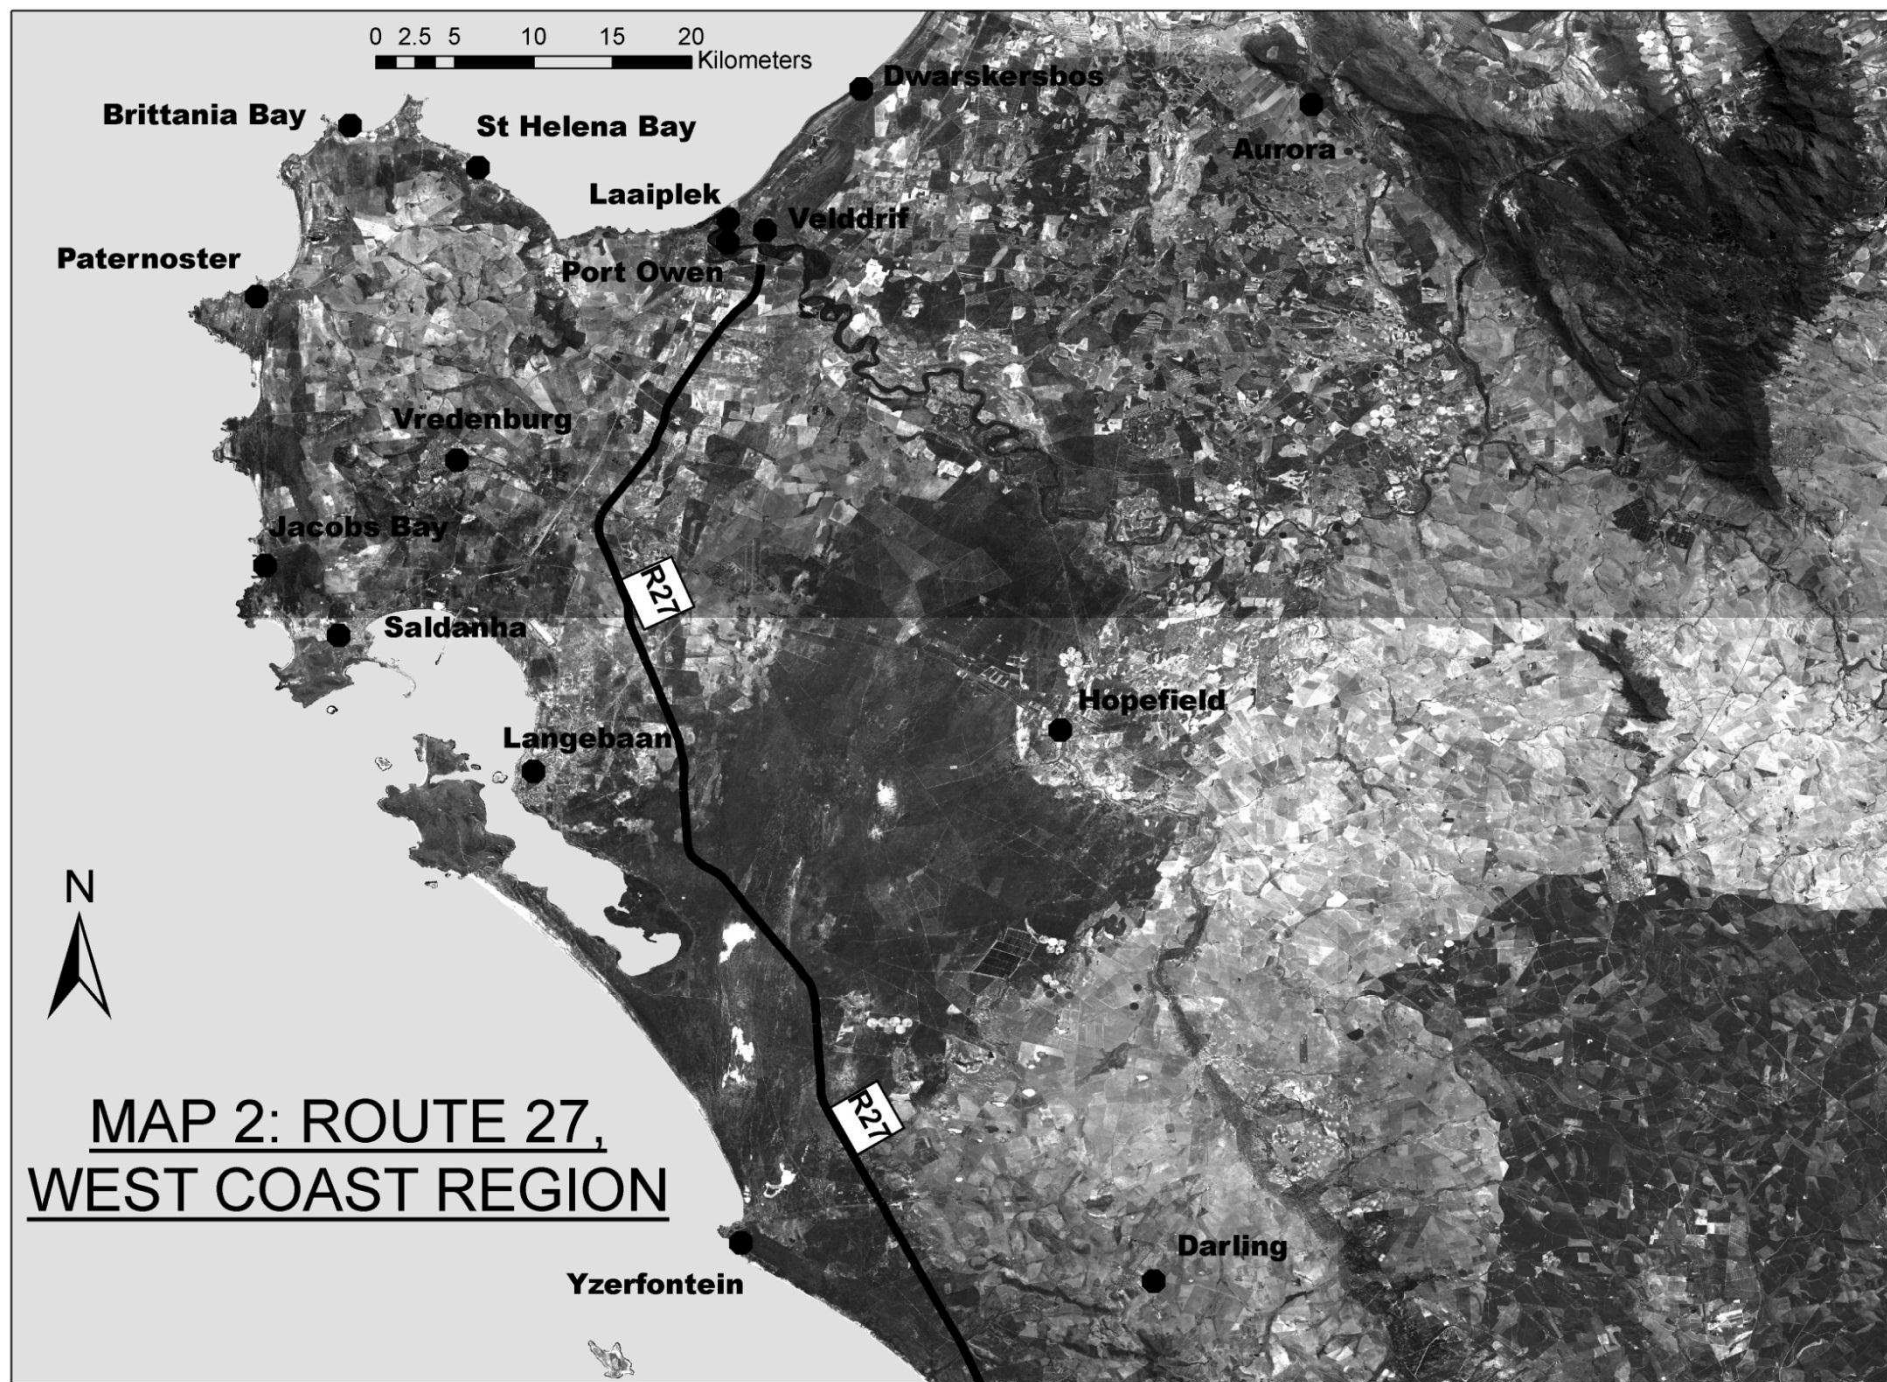 0 2.5 5 10 15 20
Kilometers
Dwarskersbos
Brittania Bay
St Helena Bay
Aurora
Laaiplek
Velddrif
Paternoster
Port Owen
Vredenburg
Jacobs Bay
R27
Saldanha
Hopefield
Langebaan
N
R27
MAP 2: ROUTE 27,
WEST COAST REGION
Darling
Yzerfontein